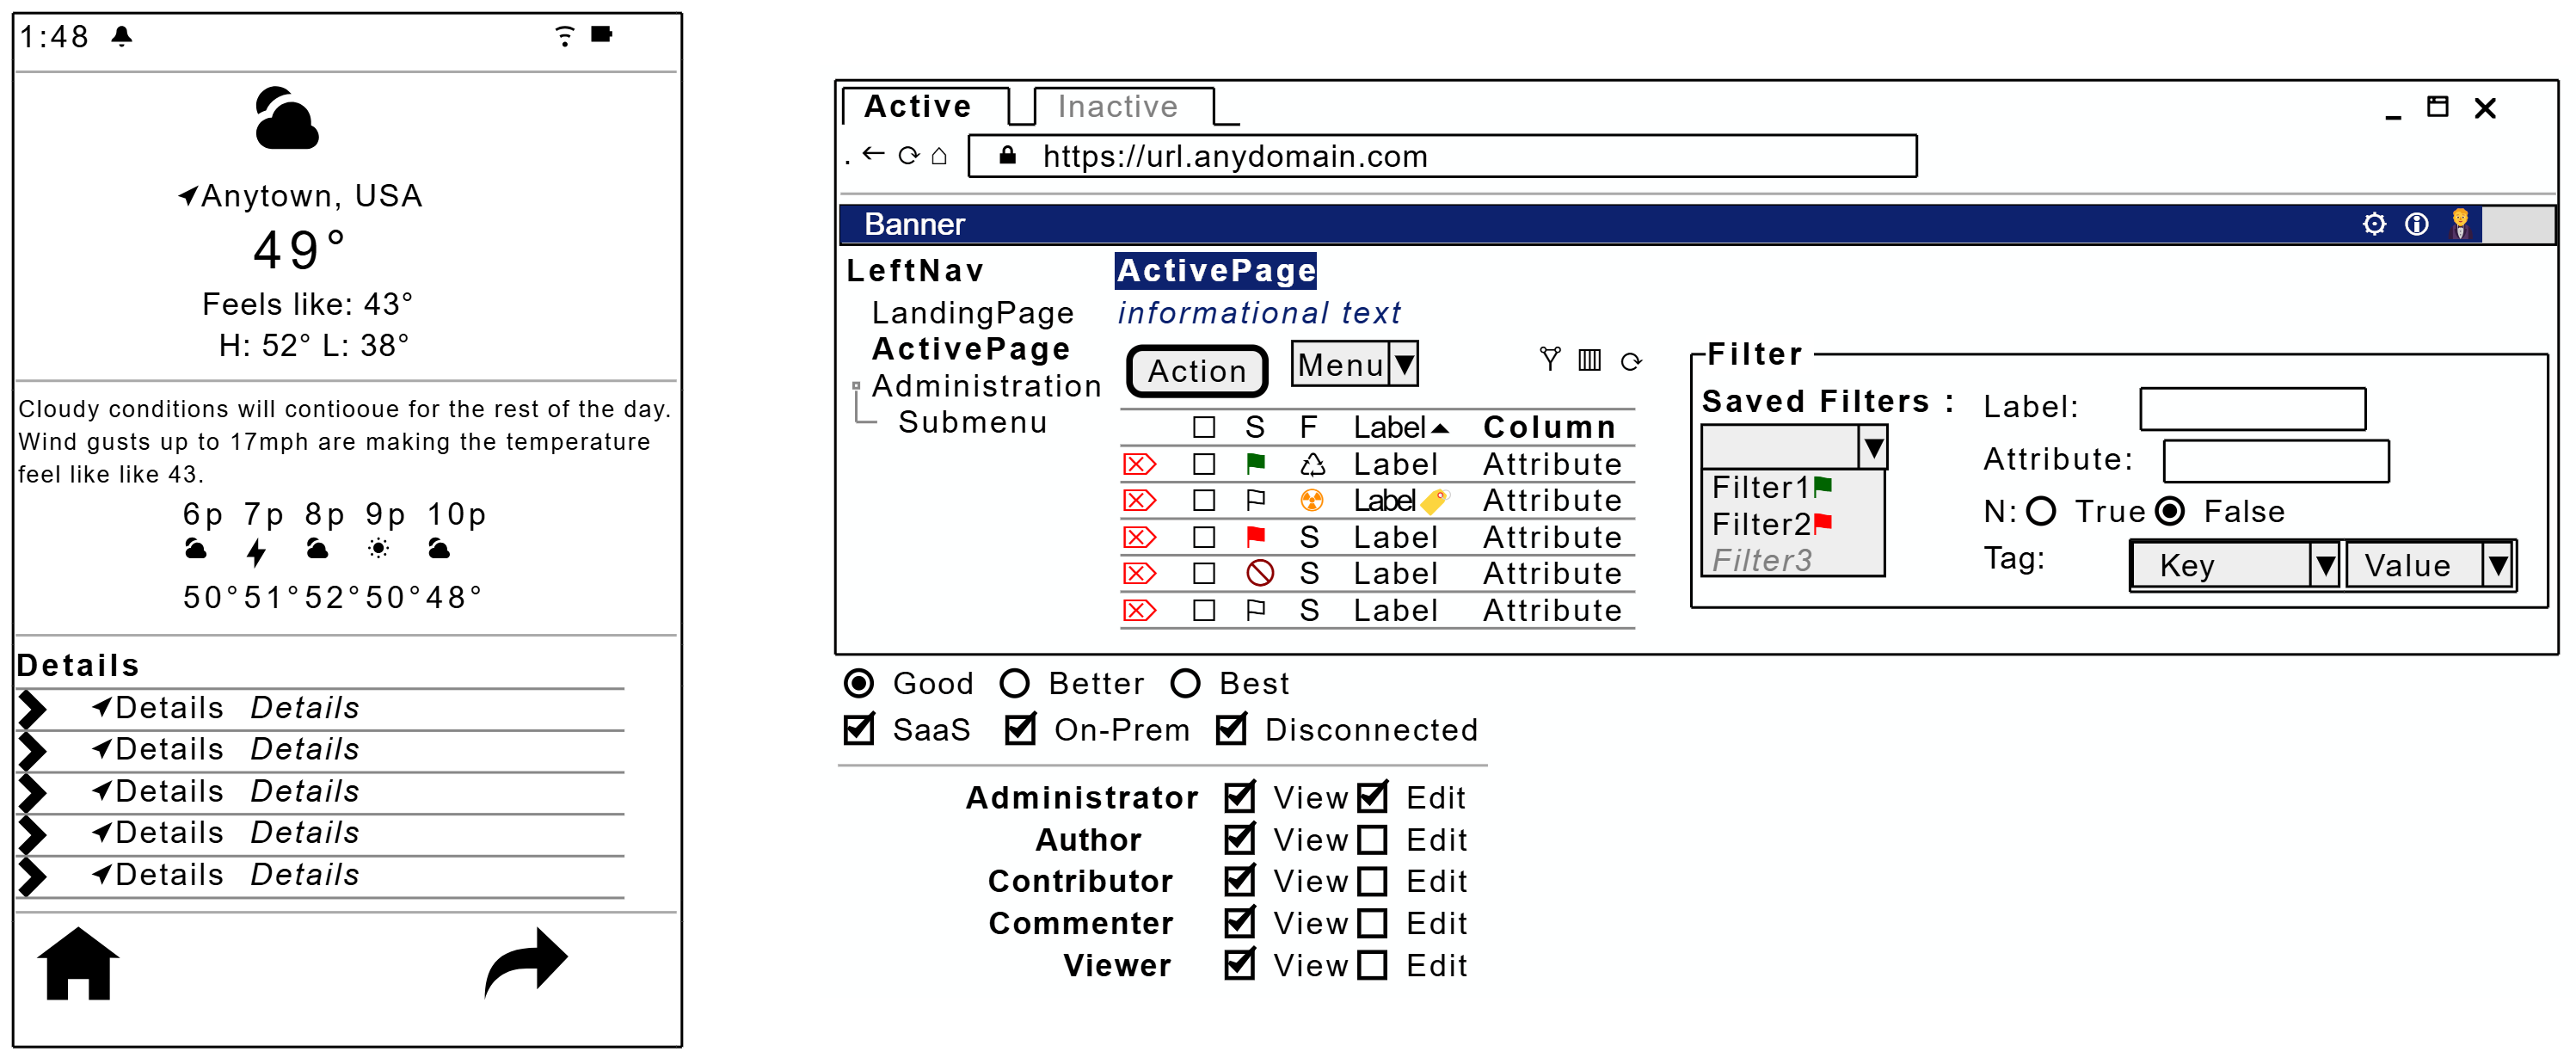 1:48
Anytown, USA
49°
Feels like: 43°
H: 52° L: 38°
Cloudy conditions will contiooue for the rest of the day.
Wind gusts up to 17mph are making the temperature
feel like like 43.
6p 7p 8p 9p 10p
50° 51° 52° 50° 48°
Details
Details Details
Details Details
Details Details
Details Details
Details Details
Active Inactive
https://url.anydomain.com
Banner
LeftNav
LandingPage
ActivePage
Administration
Submenu
ActivePage
informational text
Action Menu
S F Label Column
Label Attribute
Label Attribute
S Label Attribute
S Label Attribute
S Label Attribute
Filter
Saved Filters :
Filter1
Filter2
Filter3
Label:
Attribute:
N: True False
Tag: Key Value
Good Better Best
SaaS On-Prem Disconnected
Administrator View Edit
Author View Edit
Contributor View Edit
Commenter View Edit
Viewer View Edit